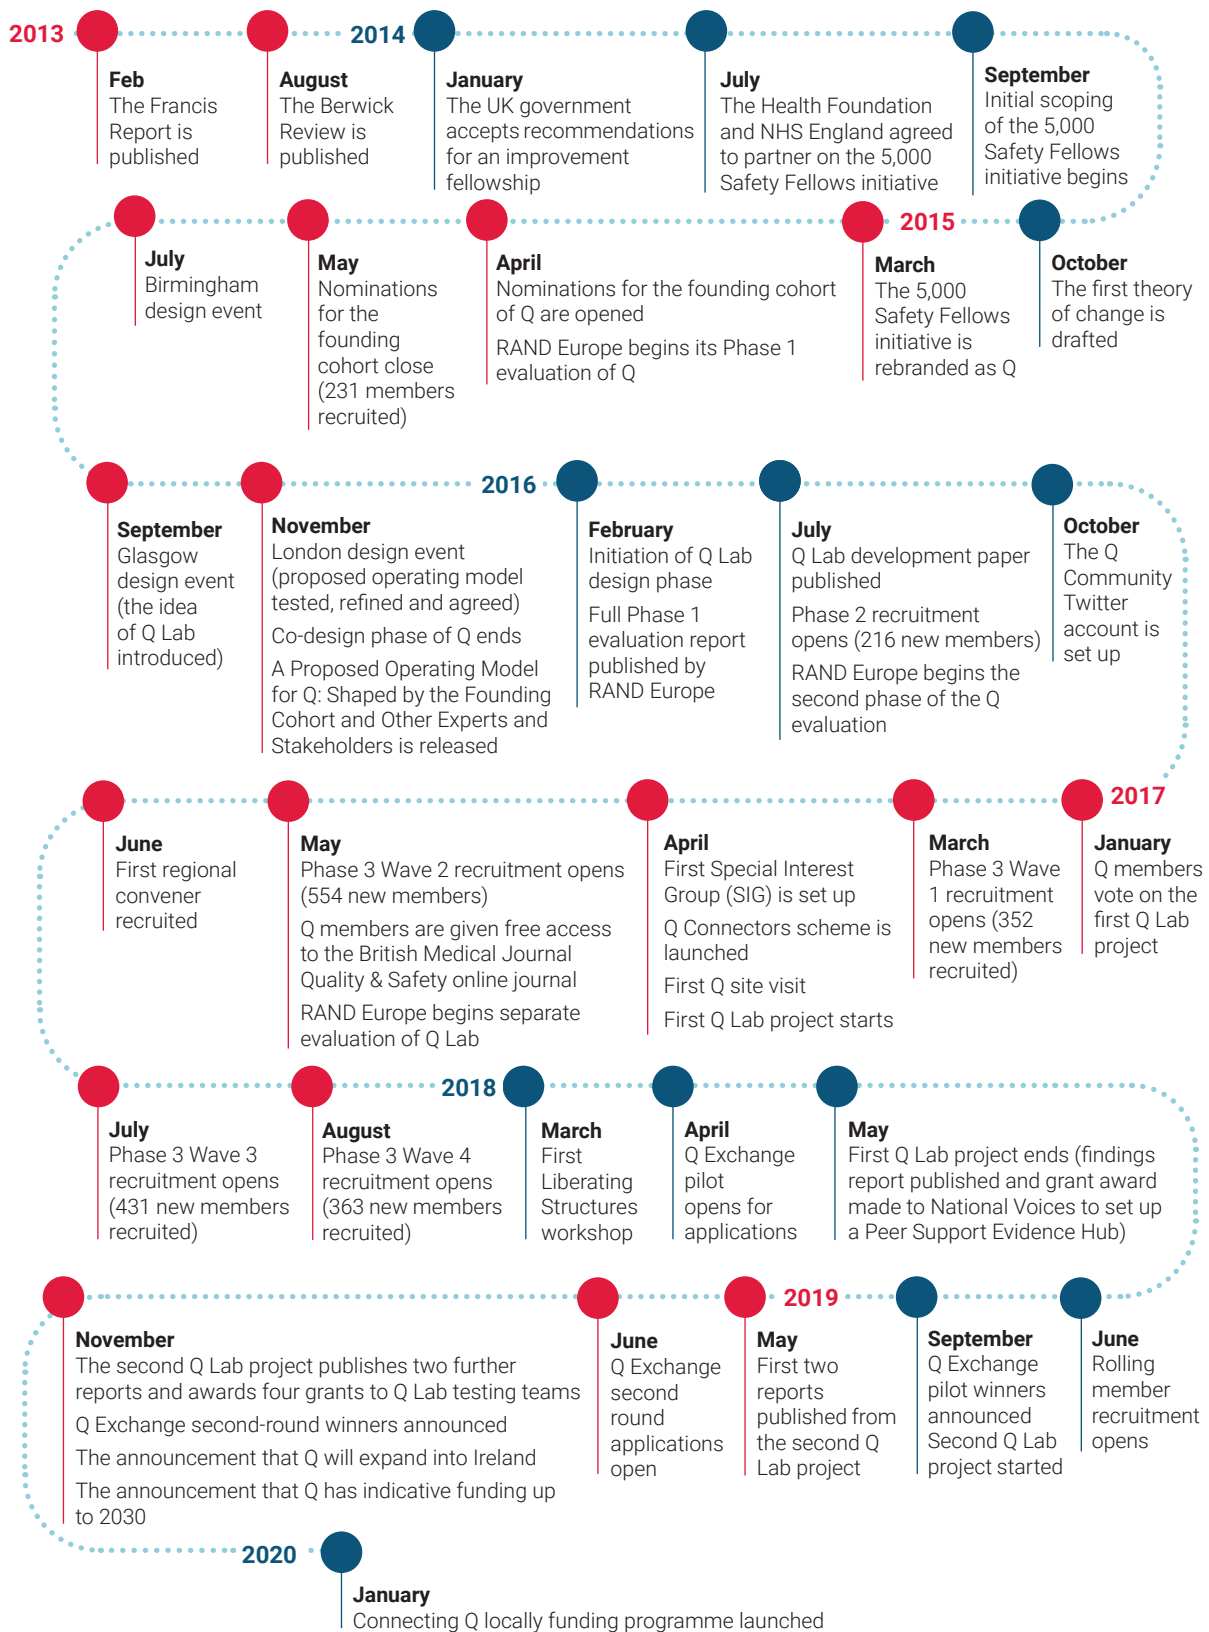 2013
Feb
The Francis
Report is
published
August
The Berwick
Review is
published
2014
January
The UK government
accepts recommendations
for an improvement
fellowship
July
The Health Foundation
and NHS England agreed
to partner on the 5,000
Safety Fellows initiative
September
Initial scoping
of the 5,000
Safety Fellows
initiative begins
October
The first theory
of change is
drafted
2015
March
The 5,000
Safety Fellows
initiative is
rebranded as Q
April
Nominations for the founding cohort
of Q are opened
RAND Europe begins its Phase 1
evaluation of Q
May
Nominations
for the
founding
cohort close
(231 members
recruited)
July
Birmingham
design event
September
Glasgow
design event
(the idea
of Q Lab
introduced)
November
London design event
(proposed operating model
tested, refined and agreed)
Co-design phase of Q ends
A Proposed Operating Model
for Q: Shaped by the Founding
Cohort and Other Experts and
Stakeholders is released
2016
February
Initiation of Q Lab
design phase
Full Phase 1
evaluation report
published by
RAND Europe
July
Q Lab development paper
published
Phase 2 recruitment
opens (216 new members)
RAND Europe begins the
second phase of the Q
evaluation
October
The Q
Community
Twitter
account is
set up
2017
January
Q members
vote on the
first Q Lab
project
March
Phase 3 Wave
1 recruitment
opens (352
new members
recruited)
April
First Special Interest
Group (SIG) is set up
Q Connectors scheme is
launched
First Q site visit
First Q Lab project starts
May
Phase 3 Wave 2 recruitment opens
(554 new members)
Q members are given free access
to the British Medical Journal
Quality & Safety online journal
RAND Europe begins separate
evaluation of Q Lab
June
First regional
convener
recruited
July
Phase 3 Wave 3
recruitment opens
(431 new members
recruited)
August
Phase 3 Wave 4
recruitment opens
(363 new members
recruited)
2018
March
First
Liberating
Structures
workshop
April
Q Exchange
pilot
opens for
applications
May
First Q Lab project ends (findings
report published and grant award
made to National Voices to set up
a Peer Support Evidence Hub)
June
Rolling
member
recruitment
opens
September
Q Exchange
pilot winners
announced
Second Q Lab
project started
2019
May
First two
reports
published from
the second Q
Lab project
June
Q Exchange
second
round
applications
open
November
The second Q Lab project publishes two further
reports and awards four grants to Q Lab testing teams
Q Exchange second-round winners announced
The announcement that Q will expand into Ireland
The announcement that Q has indicative funding up
to 2030
2020
January
Connecting Q locally funding programme launched